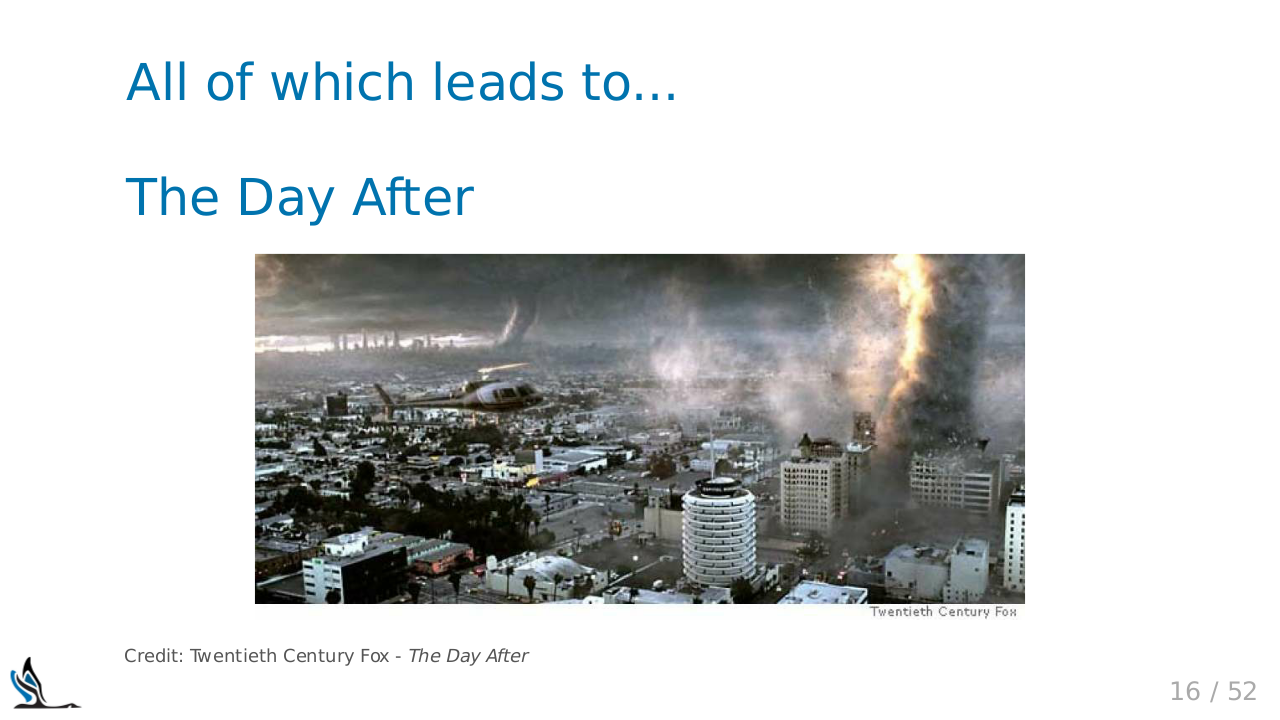 All of which leads to...
The Day After
Twentieth Century Fox
Credit: Twentieth Century Fox - The Day After
16 / 52